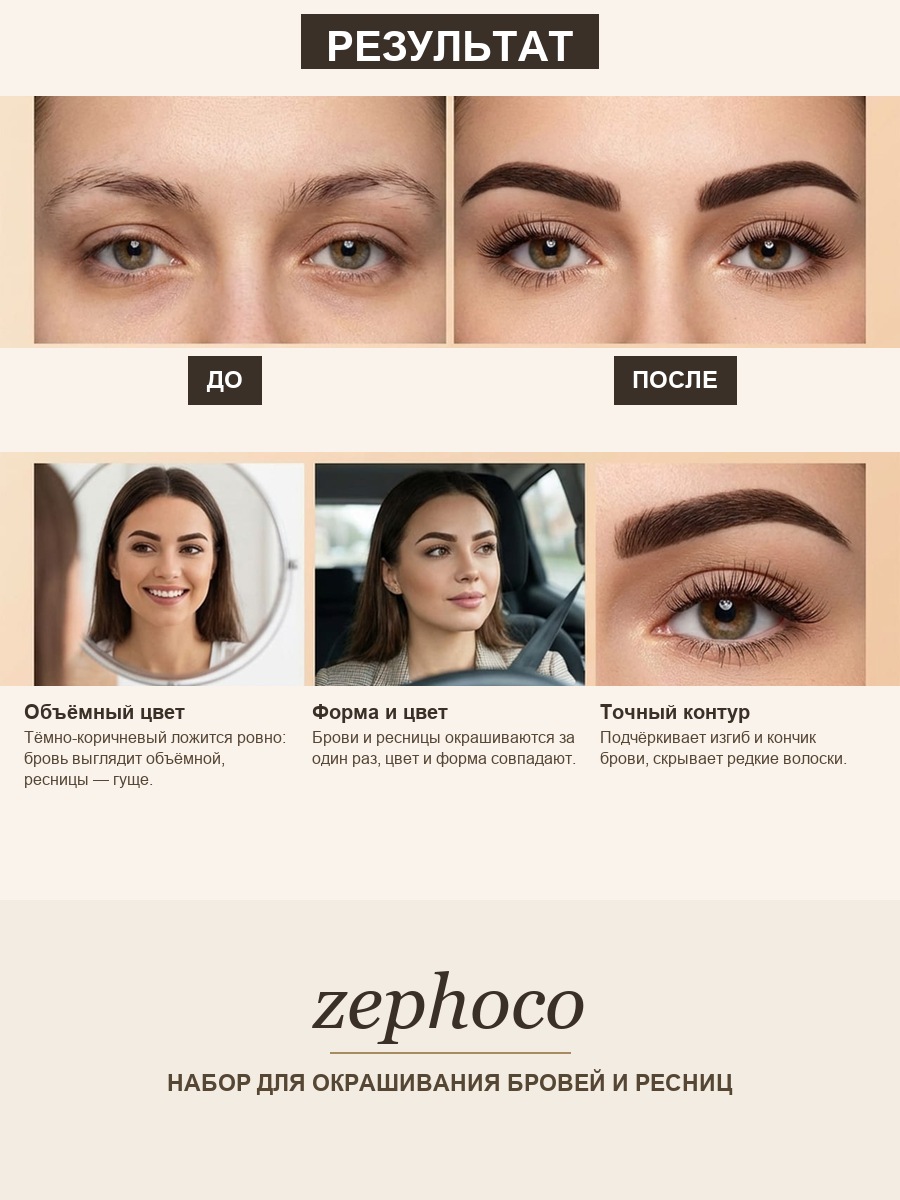 РЕЗУЛЬТАТ
ДО
ПОСЛЕ
Объёмный цвет
Тёмно-коричневый ложится ровно:
бровь выглядит объёмной,
ресницы — гуще.
Форма и цвет
Брови и ресницы окрашиваются за
один раз, цвет и форма совпадают.
Точный контур
Подчёркивает изгиб и кончик
брови, скрывает редкие волоски.
zephoco
НАБОР ДЛЯ ОКРАШИВАНИЯ БРОВЕЙ И РЕСНИЦ